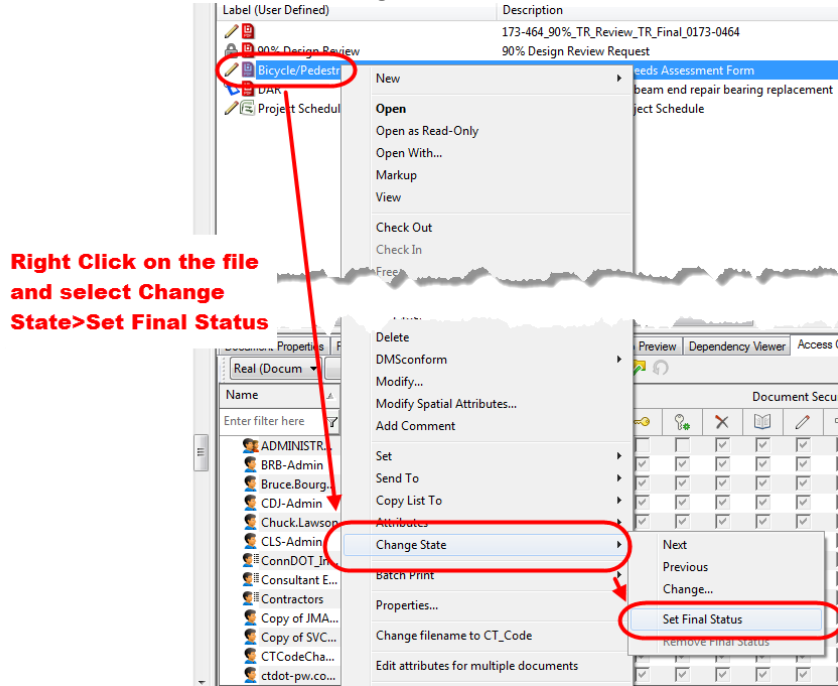 Label (User Defined) Description
173-464_90%_TR_Review_TR_Final_0173-0464
90% Design Review 90% Design Review Request
Bicycle/Pedestr eeds Assessment Form
DAR beam end repair bearing replacement
Project Schedul ject Schedule
New
Open
Open as Read-Only
Open With...
Markup
View
Check Out
Check In
Free
Right Click on the file
and select Change
State>Set Final Status
Delete
Document Properties Preview Dependency Viewer Access
DMSconform
Real (Docum
Modify...
Name Document Secu
Modify Spatial Attributes...
Enter filter here
Add Comment
ADMINISTR...
Set
BRB-Admin
Send To
Bruce.Bourg...
CDJ-Admin
Copy List To
Chuck.Lawson
Attributes
CLS-Admin
Change State
Next
ConnDOT_In...
Previous
Consultant E...
Batch Print
Change...
Contractors
Properties...
Copy of JMA...
Set Final Status
Copy of SVC...
Change filename to CT_Code
Remove Final Status
CTCodeCha...
Edit attributes for multiple documents
ctdot-pw.co...